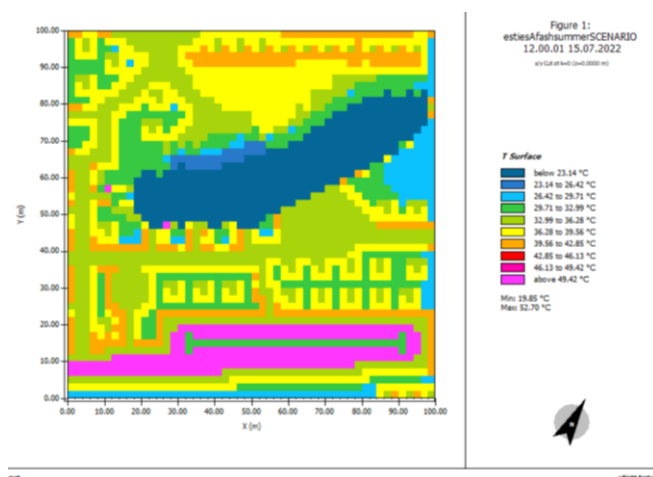 Figure 1:
estiesAfashsummerSCENARIO
12.00.01 15.07.2022
x/y Cut at k=0 (z=0.0000 m)
100.00
90.00
80.00
70.00
60.00
50.00
40.00
30.00
20.00
10.00
0.00
Y (m)
0.00 10.00 20.00 30.00 40.00 50.00 60.00 70.00 80.00 90.00 100.00
X (m)
T Surface
below 23.14 °C
23.14 to 26.42 °C
26.42 to 29.71 °C
29.71 to 32.99 °C
32.99 to 36.28 °C
36.28 to 39.56 °C
39.56 to 42.85 °C
42.85 to 46.13 °C
46.13 to 49.42 °C
above 49.42 °C
Min: 19.85 °C
Max: 52.70 °C